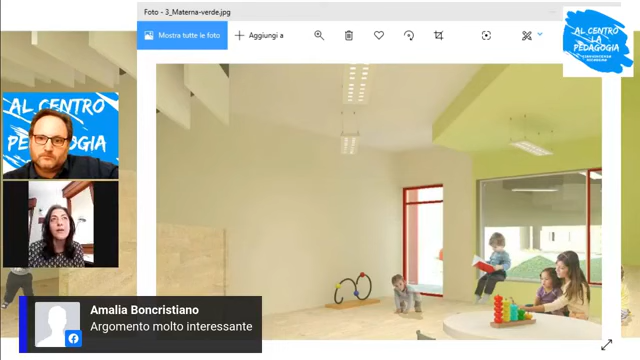 Foto - 3_Materna-verde.jpg
Mostra tutte le foto
Aggiungi a
AL CENTRO
LA
PEDAGOGIA
AL CENTRO
PEDAGOGIA
Amalia Boncristiano
Argomento molto interessante